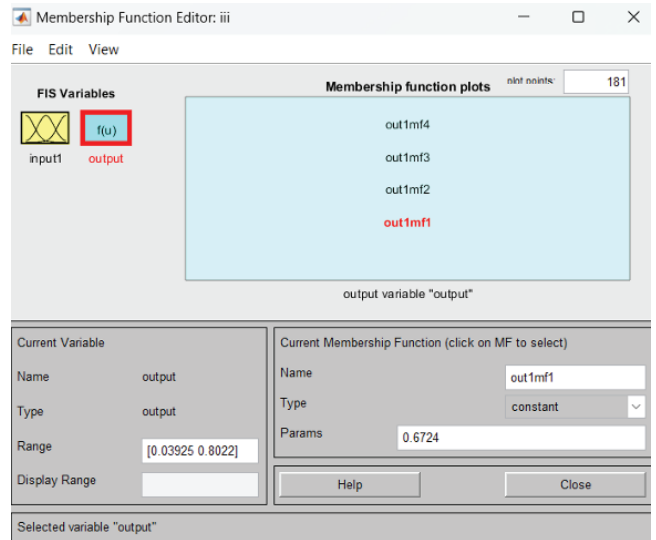 Membership Function Editor: iii
File Edit View
FIS Variables
Membership function plots
plot points:
181
f(u)
input1
output
out1mf4
out1mf3
out1mf2
out1mf1
output variable "output"
Current Variable
Name
output
Type
output
Range
[0.03925 0.8022]
Display Range
Current Membership Function (click on MF to select)
Name
out1mf1
Type
constant
Params
0.6724
Help
Close
Selected variable "output"